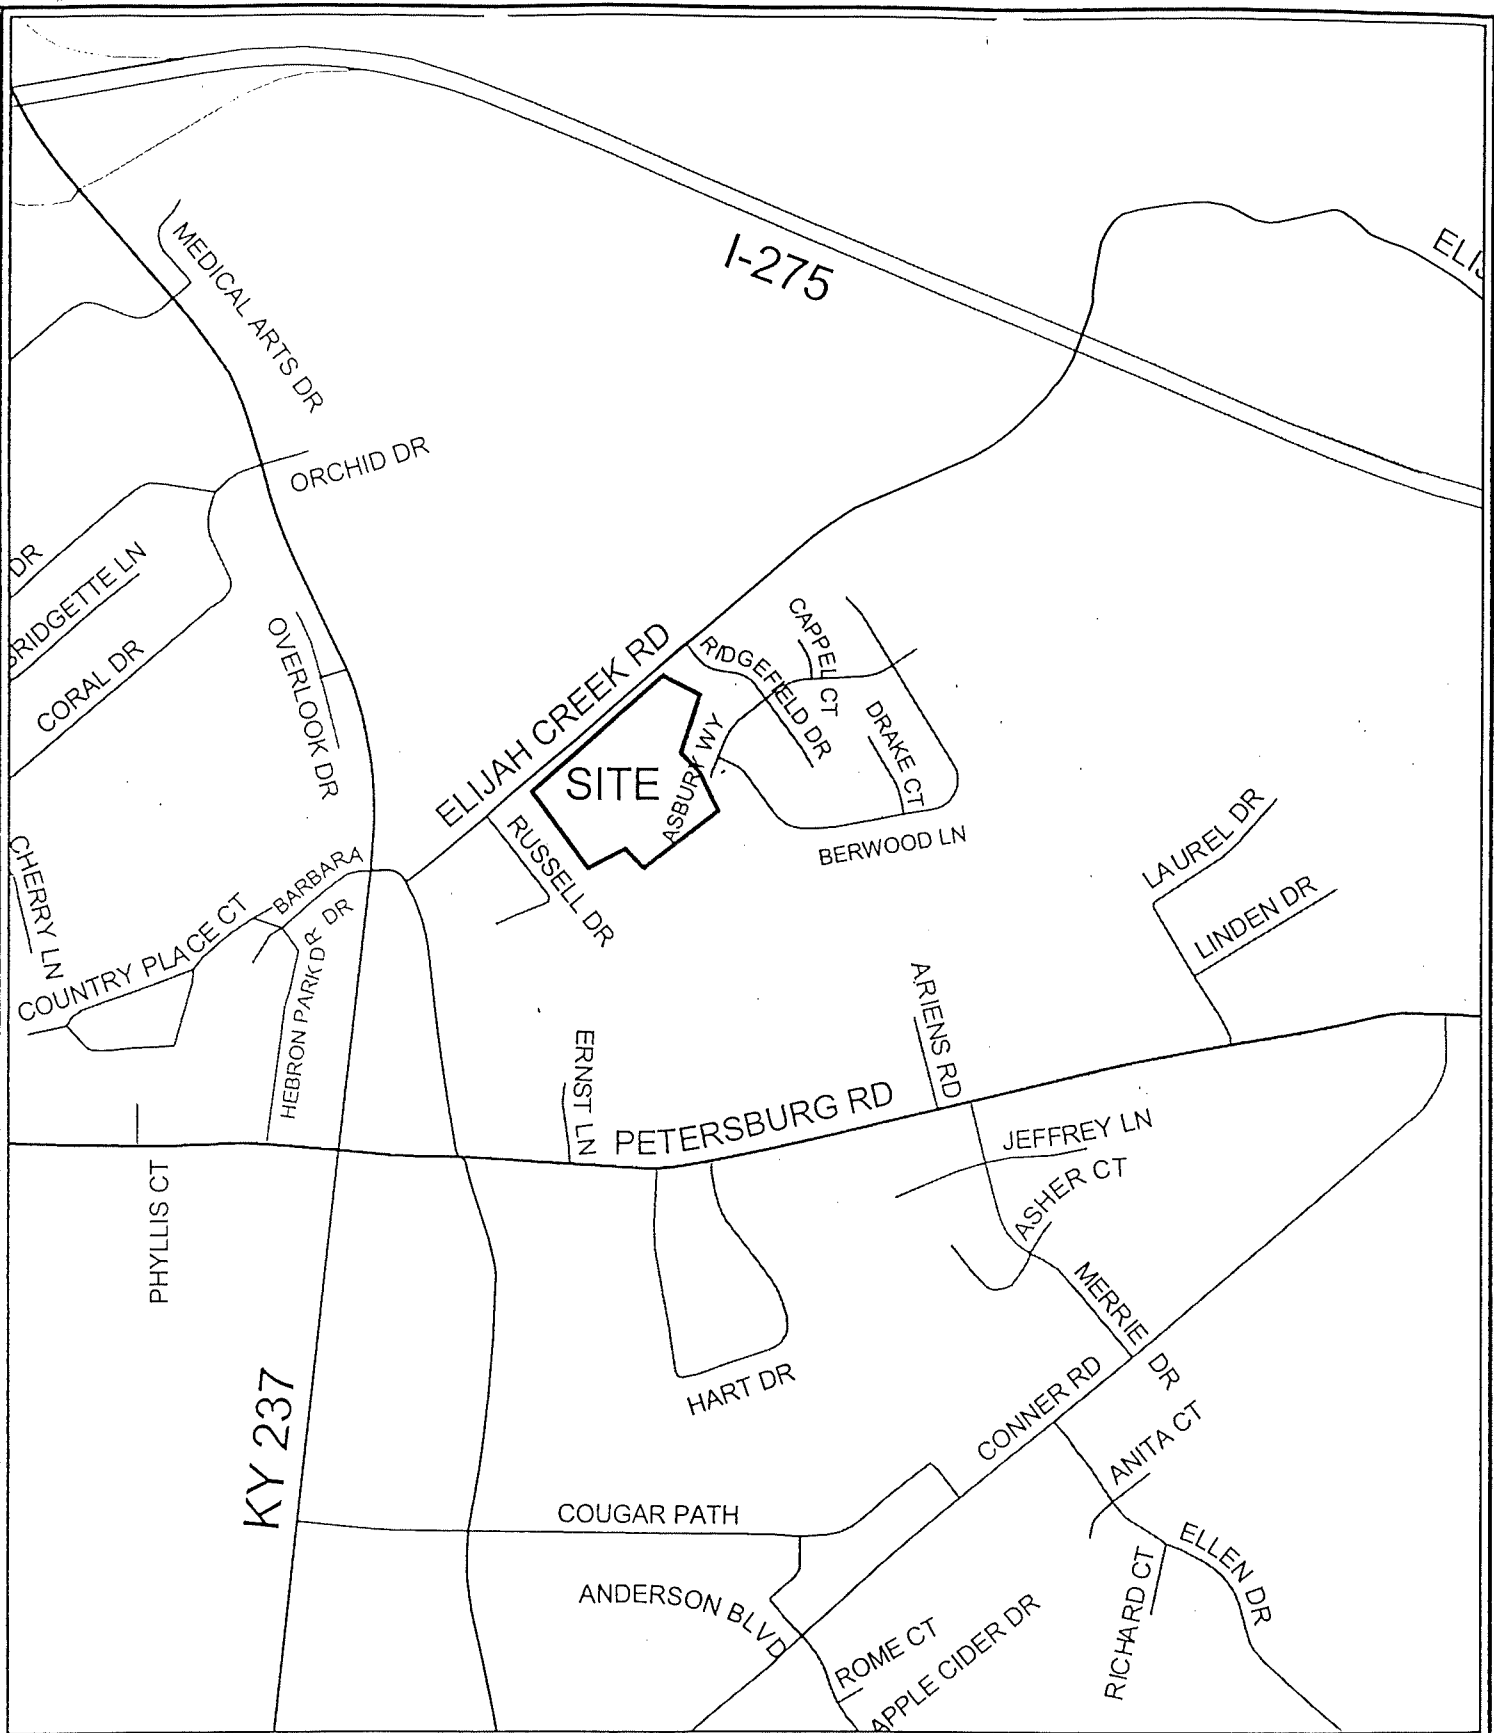 I-275
ELIJ
MEDICAL ARTS DR
ORCHID DR
DR
BRIDGETTE LN
CORAL DR
OVERLOOK DR
ELIJAH CREEK RD
RIDGEFIELD DR
CAPPEL CT
DRAKE CT
ASBURY WY
SITE
BERWOOD LN
RUSSELL DR
LAUREL DR
LINDEN DR
CHERRY LN
COUNTRY PLACE CT
BARBARA DR
HEBRON PARK DR
ERNST LN
ARIENS RD
PETERSBURG RD
JEFFREY LN
ASHER CT
PHYLLIS CT
MERRIE DR
HART DR
KY 237
CONNER RD
ANITA CT
COUGAR PATH
ELLEN DR
RICHARD CT
ANDERSON BLVD
ROME CT
APPLE CIDER DR